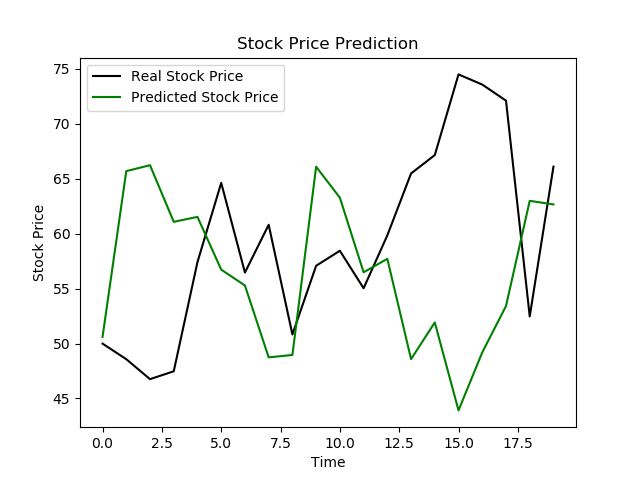 Stock Price Prediction
Real Stock Price
Predicted Stock Price
75
70
65
60
55
50
45
Stock Price
0.0 2.5 5.0 7.5 10.0 12.5 15.0 17.5
Time